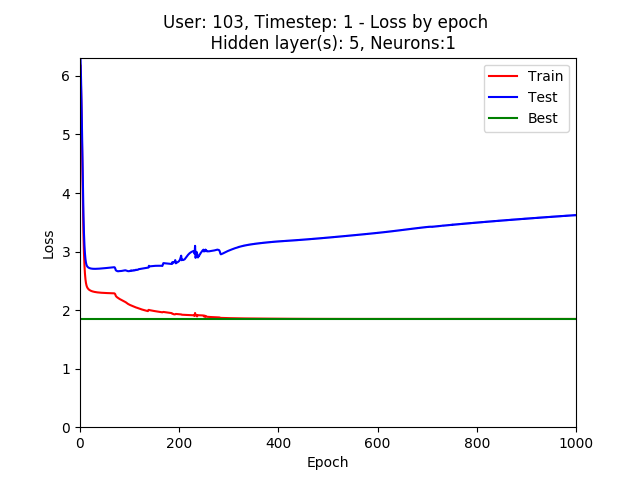 User: 103, Timestep: 1 - Loss by epoch
Hidden layer(s): 5, Neurons:1
Train
Test
Best
6
5
4
3
2
1
0
Loss
0 200 400 600 800 1000
Epoch